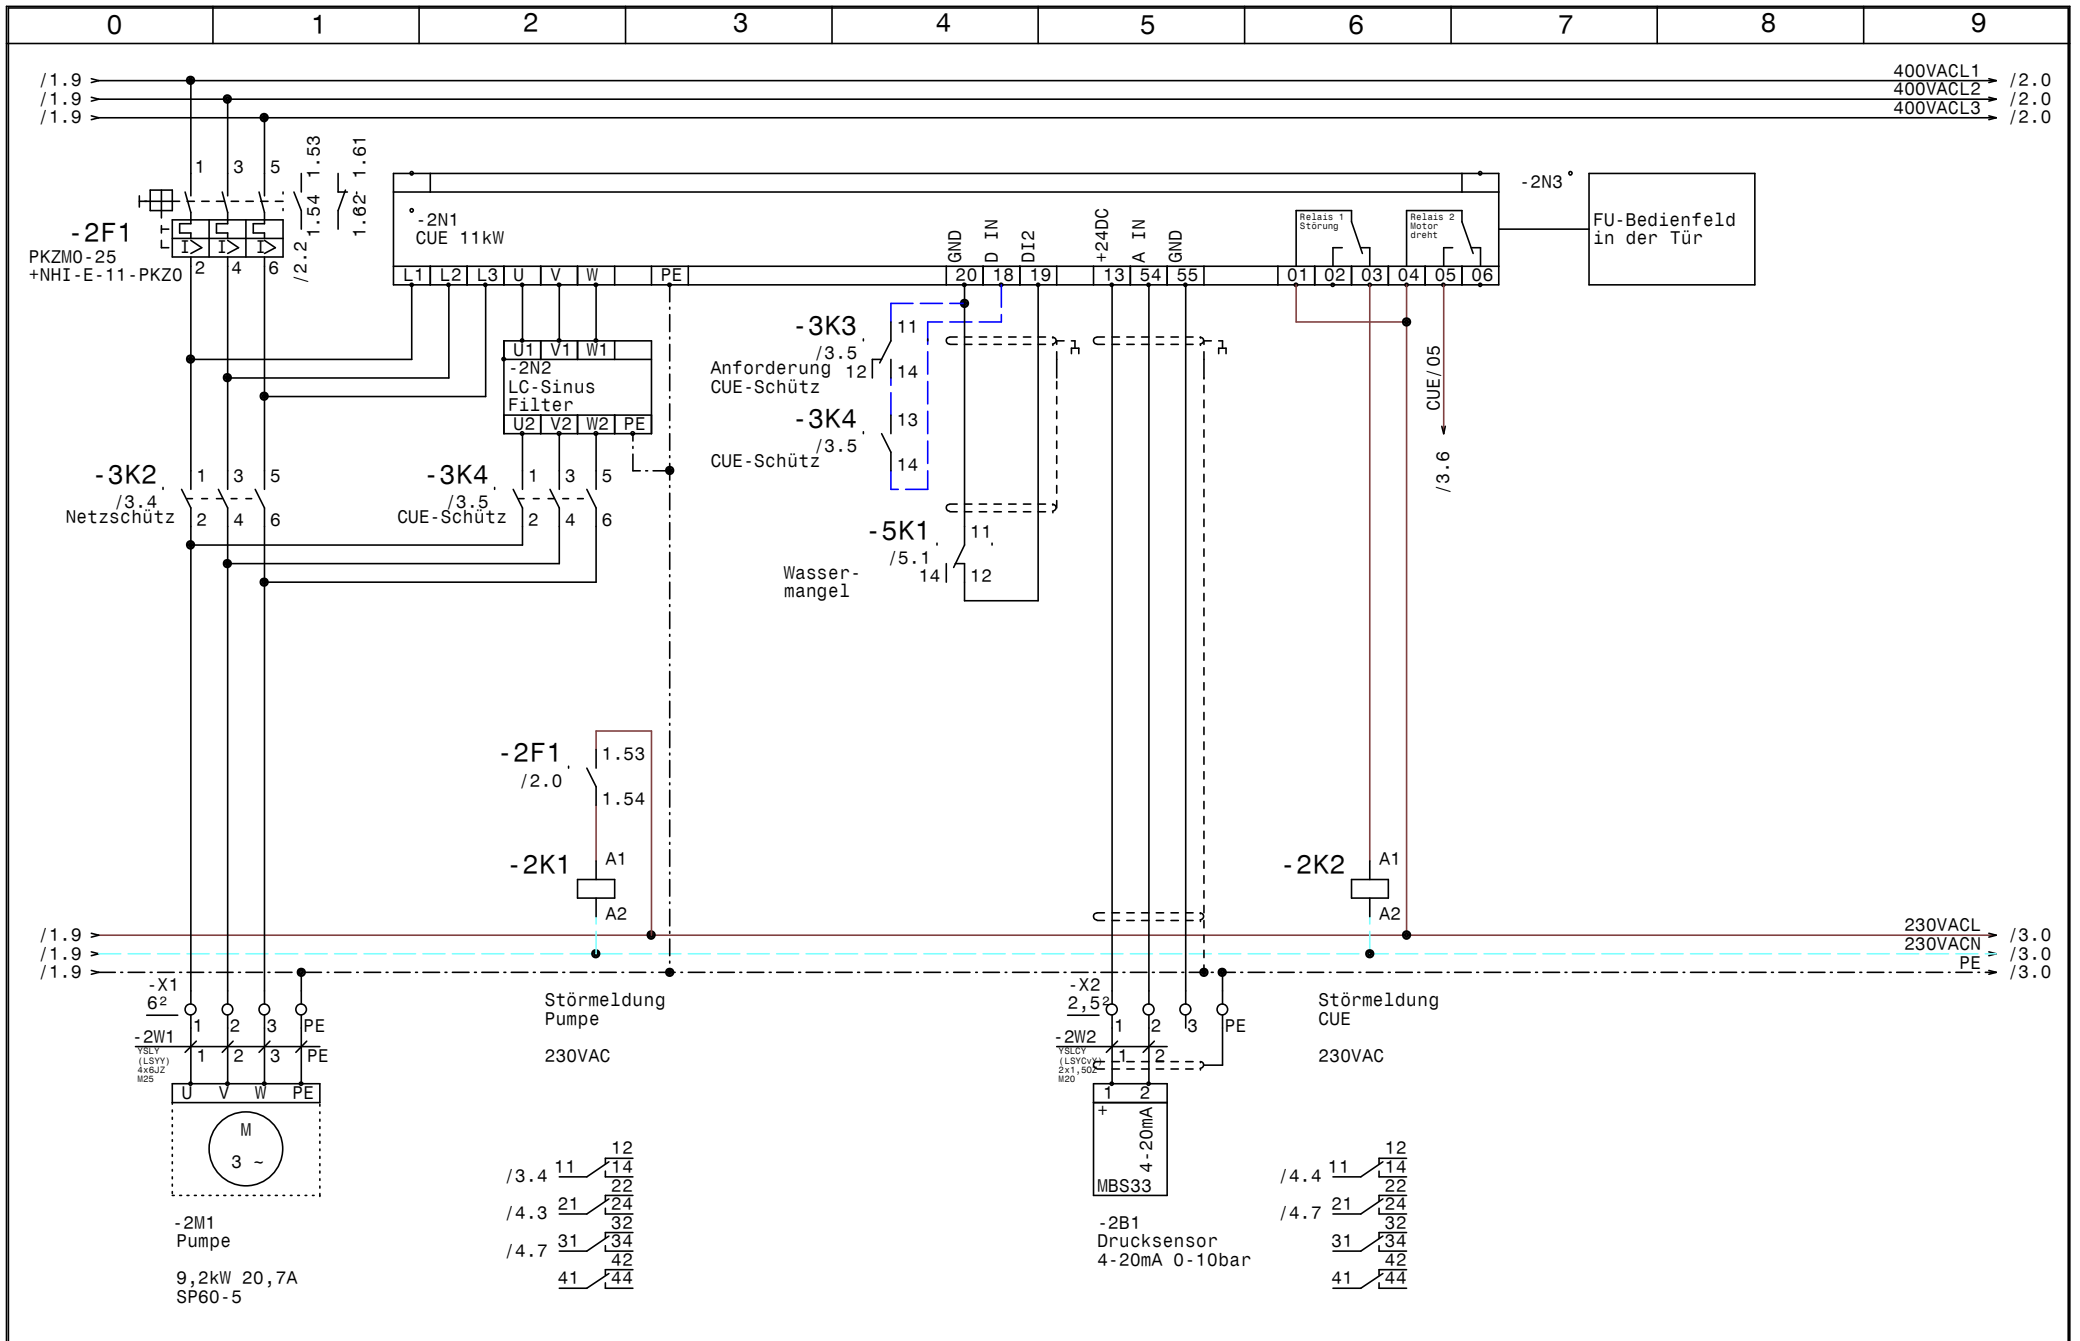 0 1 2 3 4 5 6 7 8 9
/1.9 400VACL1 /2.0
/1.9 400VACL2 /2.0
/1.9 400VACL3 /2.0
1 3 5 1.53 1.61
1.54 1.62
-2F1
PKZM0-25
+NHI-E-11-PKZ0
I> I> I>
2 4 6 /2.2
-2N1
CUE 11kW
GND D IN DI2 +24DC A IN GND
Relais 1
Störung
Relais 2
Motor
dreht
-2N3
FU-Bedienfeld
in der Tür
L1 L2 L3 U V W PE 20 18 19 13 54 55 01 02 03 04 05 06
U1 V1 W1
-2N2
LC-Sinus
Filter
U2 V2 W2 PE
-3K3 11
/3.5
Anforderung 12 14
CUE-Schütz
-3K4 13
/3.5
CUE-Schütz 14
CUE/05
/3.6
-3K2 1 3 5
/3.4
Netzschütz 2 4 6
-3K4 1 3 5
/3.5
CUE-Schütz 2 4 6
-5K1 11
/5.1
14 12
Wasser-
mangel
-2F1 1.53
/2.0
1.54
-2K1 A1
A2
-2K2 A1
A2
/1.9 230VACL /3.0
/1.9 230VACN /3.0
/1.9 PE /3.0
-X1
6²
1 2 3 PE
-2W1
YSLY
(LSYY)
4x6JZ
M25
1 2 3 PE
U V W PE
M
3 ~
-2M1
Pumpe
9,2kW 20,7A
SP60-5
Störmeldung
Pumpe
230VAC
12
/3.4 11 14
22
/4.3 21 24
32
/4.7 31 34
42
41 44
-X2
2,5²
1 2 3 PE
-2W2
YSLCY
(LSYCvY)
2x1,5OZ
M20
1 2
1 2
+ 4-20mA
MBS33
-2B1
Drucksensor
4-20mA 0-10bar
Störmeldung
CUE
230VAC
12
/4.4 11 14
22
/4.7 21 24
32
31 34
42
41 44